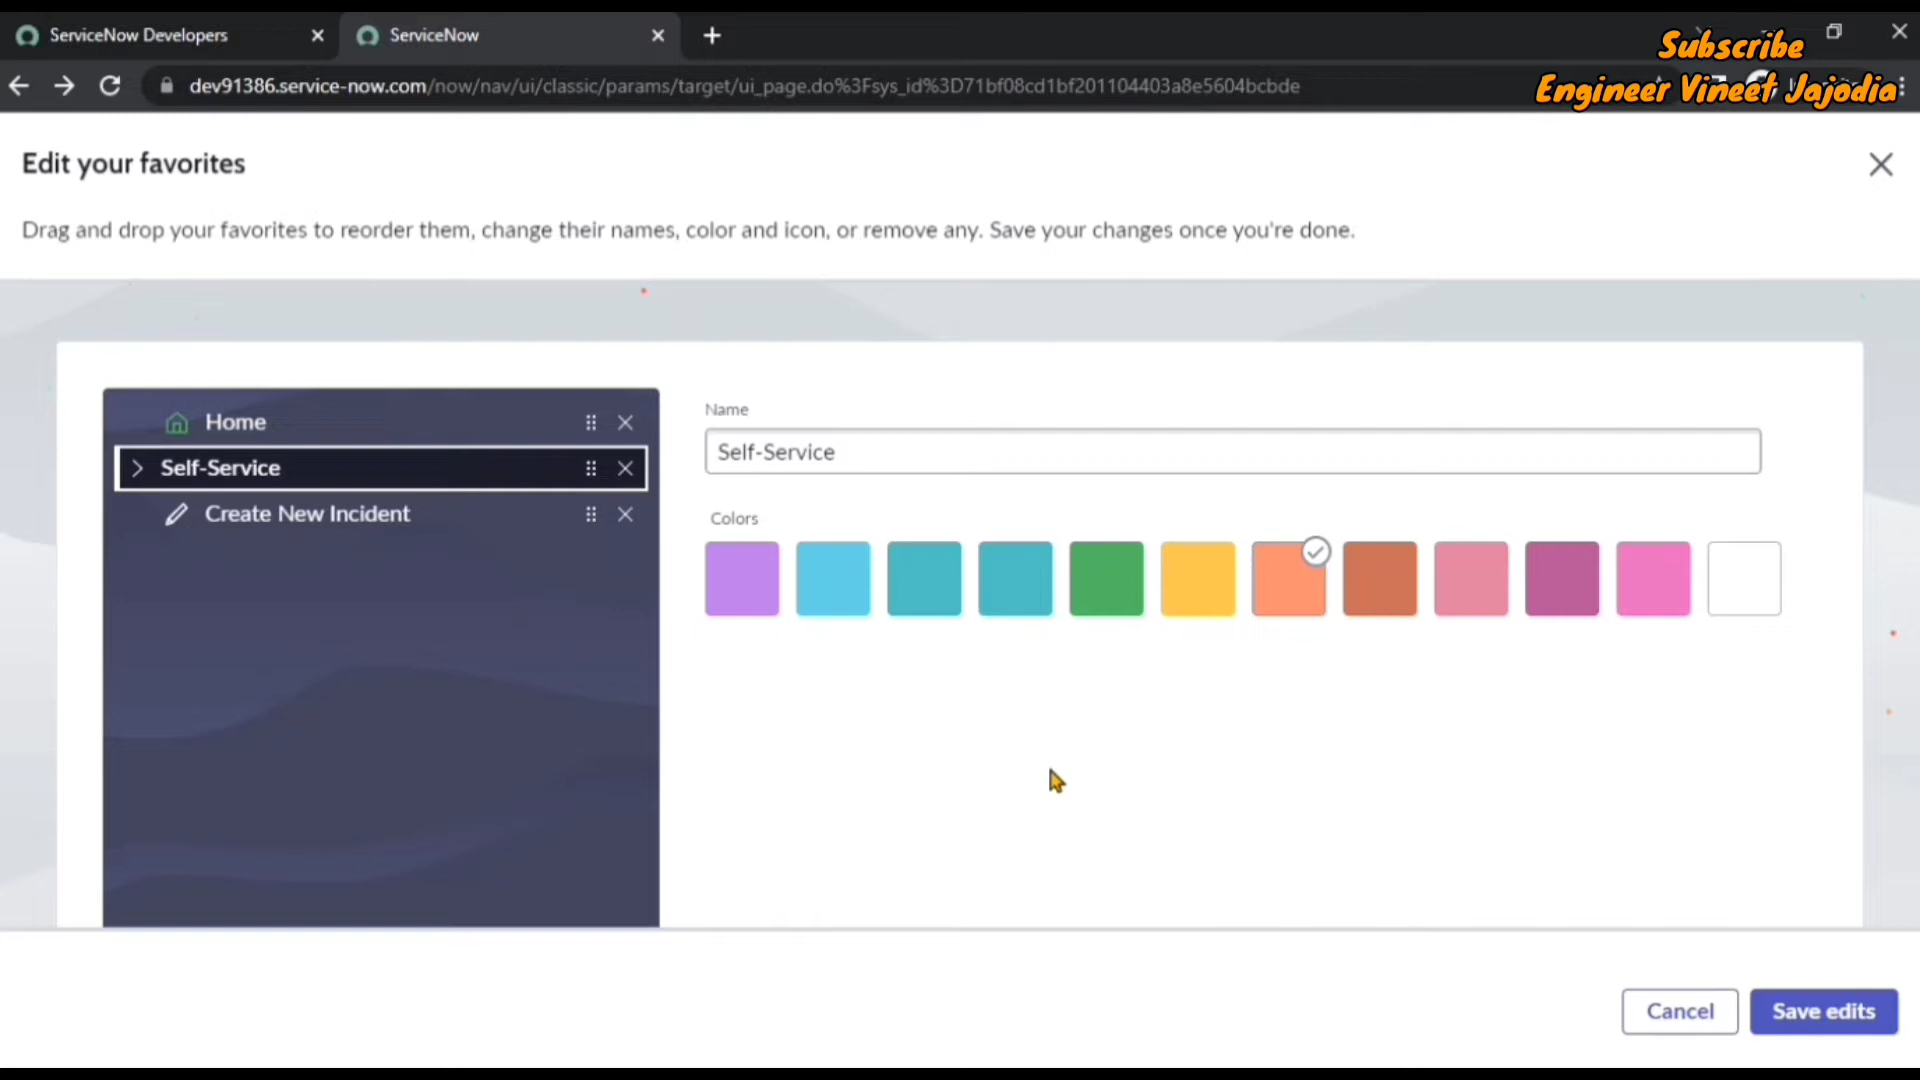 ServiceNow Developers
ServiceNow
Subscribe
dev91386.service-now.com/now/nav/ui/classic/params/target/ui_page.do%3Fsys_id%3D71bf08cd1bf201104403a8e5604bcbde
Engineer Vineet Jajodia
Edit your favorites
Drag and drop your favorites to reorder them, change their names, color and icon, or remove any. Save your changes once you're done.
Home
Self-Service
Create New Incident
Name
Self-Service
Colors
Cancel
Save edits